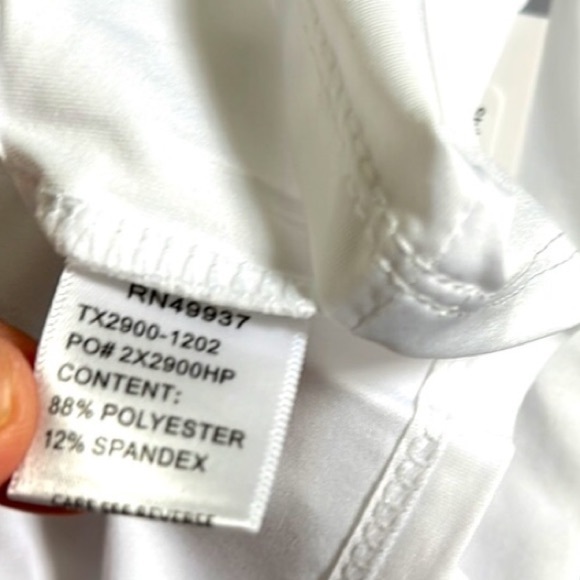 RN49937
TX2900-1202
PO# 2X2900HP
CONTENT:
88% POLYESTER
12% SPANDEX